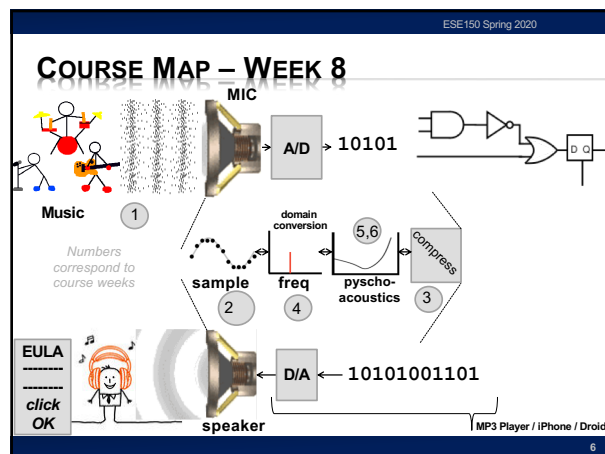 ESE150 Spring 2020
COURSE MAP – WEEK 8
MIC
A/D
10101
D Q
Music
1
Numbers
correspond to
course weeks
domain
conversion
5,6
compress
sample
freq
pyscho-
acoustics
2
4
3
EULA
--------
--------
click
OK
D/A
10101001101
speaker
MP3 Player / iPhone / Droid
6